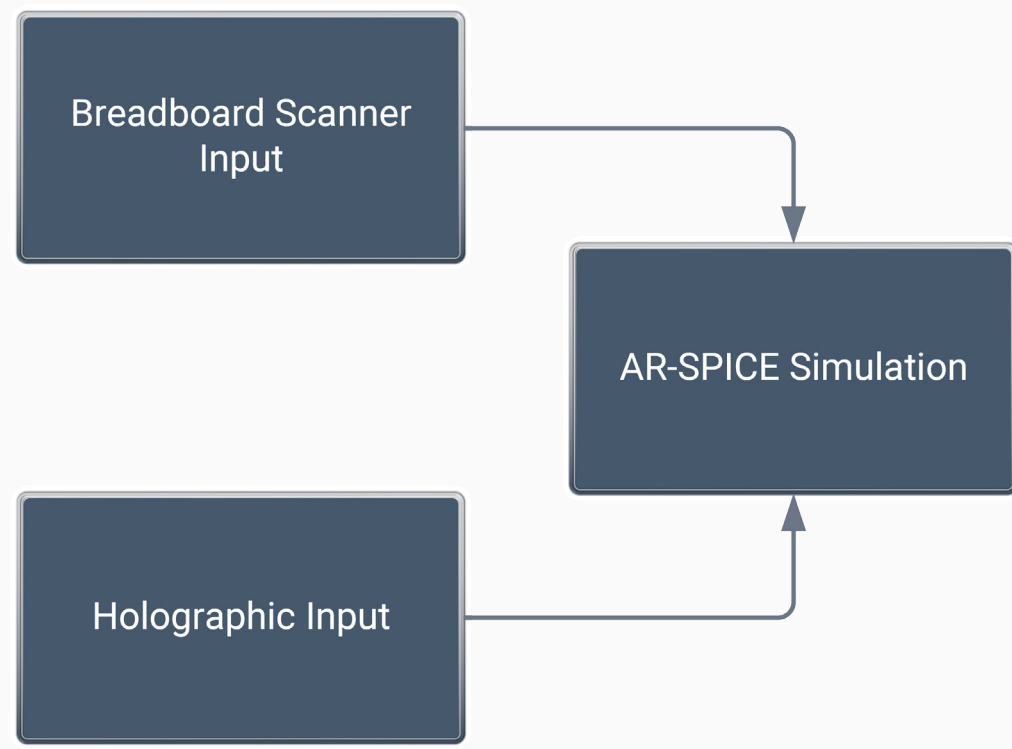 Breadboard Scanner
Input
AR-SPICE Simulation
Holographic Input